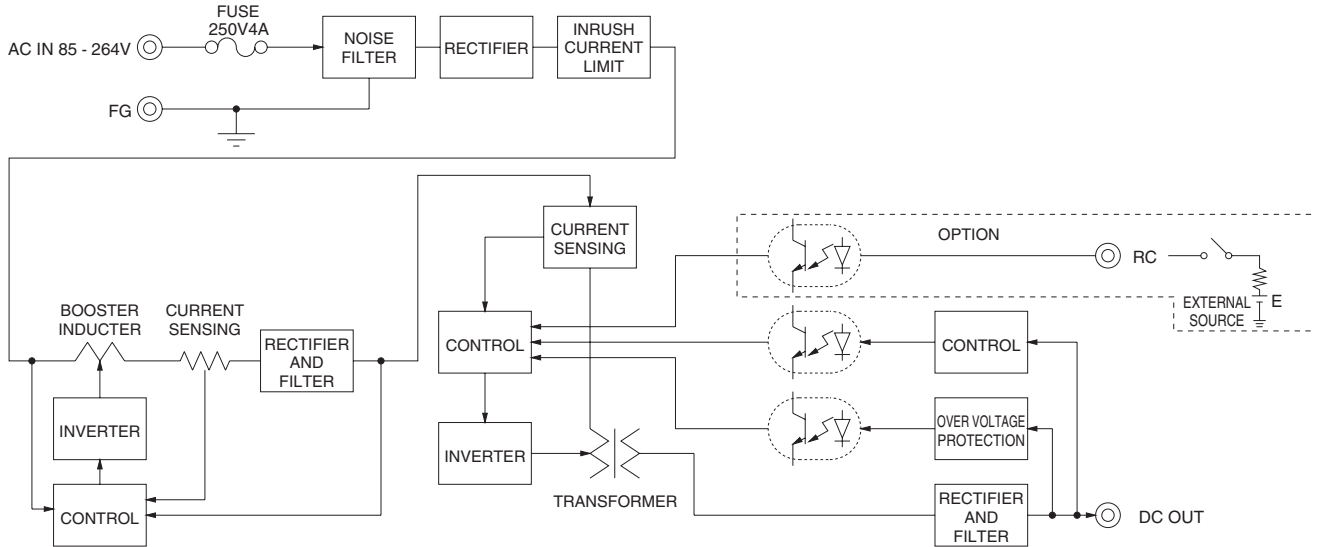 FUSE
250V4A
AC IN 85 - 264V
NOISE
FILTER
RECTIFIER
INRUSH
CURRENT
LIMIT
FG
CURRENT
SENSING
OPTION
RC
EXTERNAL
SOURCE
E
BOOSTER
INDUCTER
CURRENT
SENSING
RECTIFIER
AND
FILTER
CONTROL
CONTROL
INVERTER
OVER VOLTAGE
PROTECTION
INVERTER
TRANSFORMER
CONTROL
RECTIFIER
AND
FILTER
DC OUT